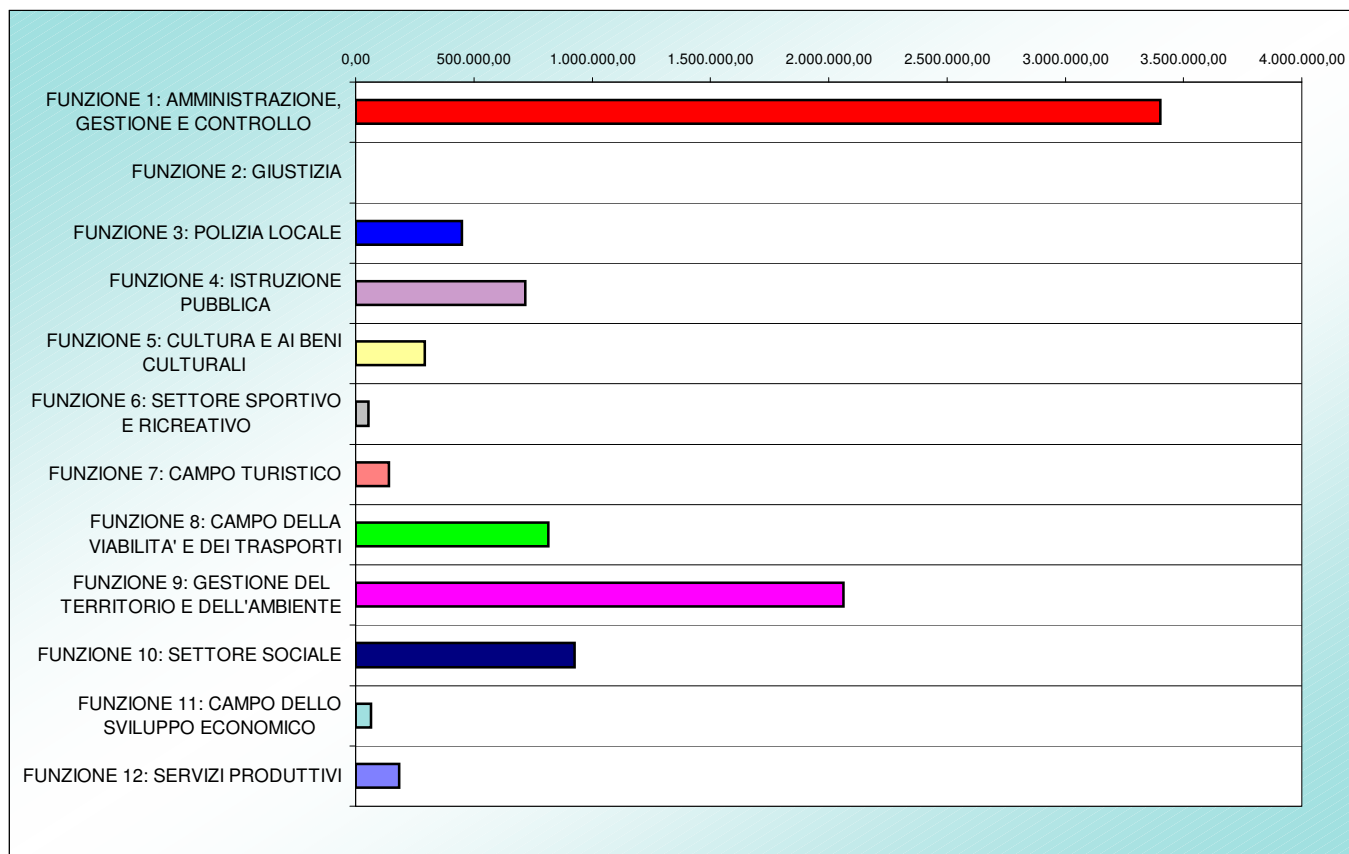 0,00 500.000,00 1.000.000,00 1.500.000,00 2.000.000,00 2.500.000,00 3.000.000,00 3.500.000,00 4.000.000,00
FUNZIONE 1: AMMINISTRAZIONE,
GESTIONE E CONTROLLO
FUNZIONE 2: GIUSTIZIA
FUNZIONE 3: POLIZIA LOCALE
FUNZIONE 4: ISTRUZIONE
PUBBLICA
FUNZIONE 5: CULTURA E AI BENI
CULTURALI
FUNZIONE 6: SETTORE SPORTIVO
E RICREATIVO
FUNZIONE 7: CAMPO TURISTICO
FUNZIONE 8: CAMPO DELLA
VIABILITA' E DEI TRASPORTI
FUNZIONE 9: GESTIONE DEL
TERRITORIO E DELL'AMBIENTE
FUNZIONE 10: SETTORE SOCIALE
FUNZIONE 11: CAMPO DELLO
SVILUPPO ECONOMICO
FUNZIONE 12: SERVIZI PRODUTTIVI